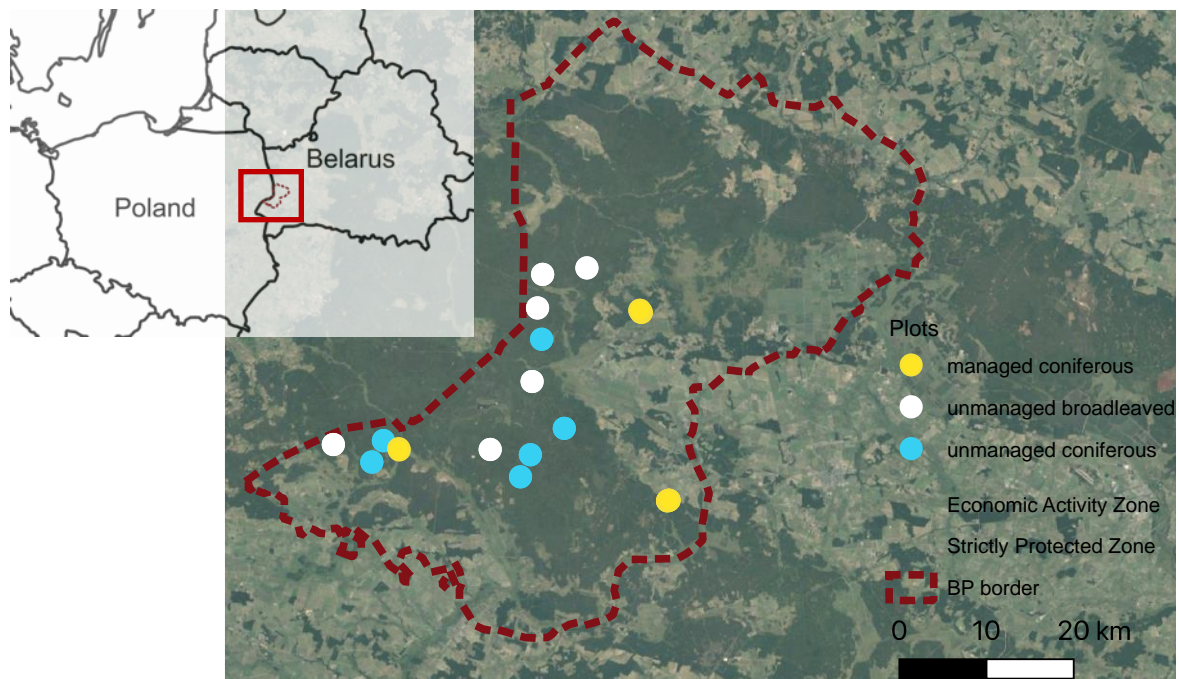 Belarus
Poland
Plots
managed coniferous
unmanaged broadleaved
unmanaged coniferous
Economic Activity Zone
Strictly Protected Zone
BP border
0 10 20 km